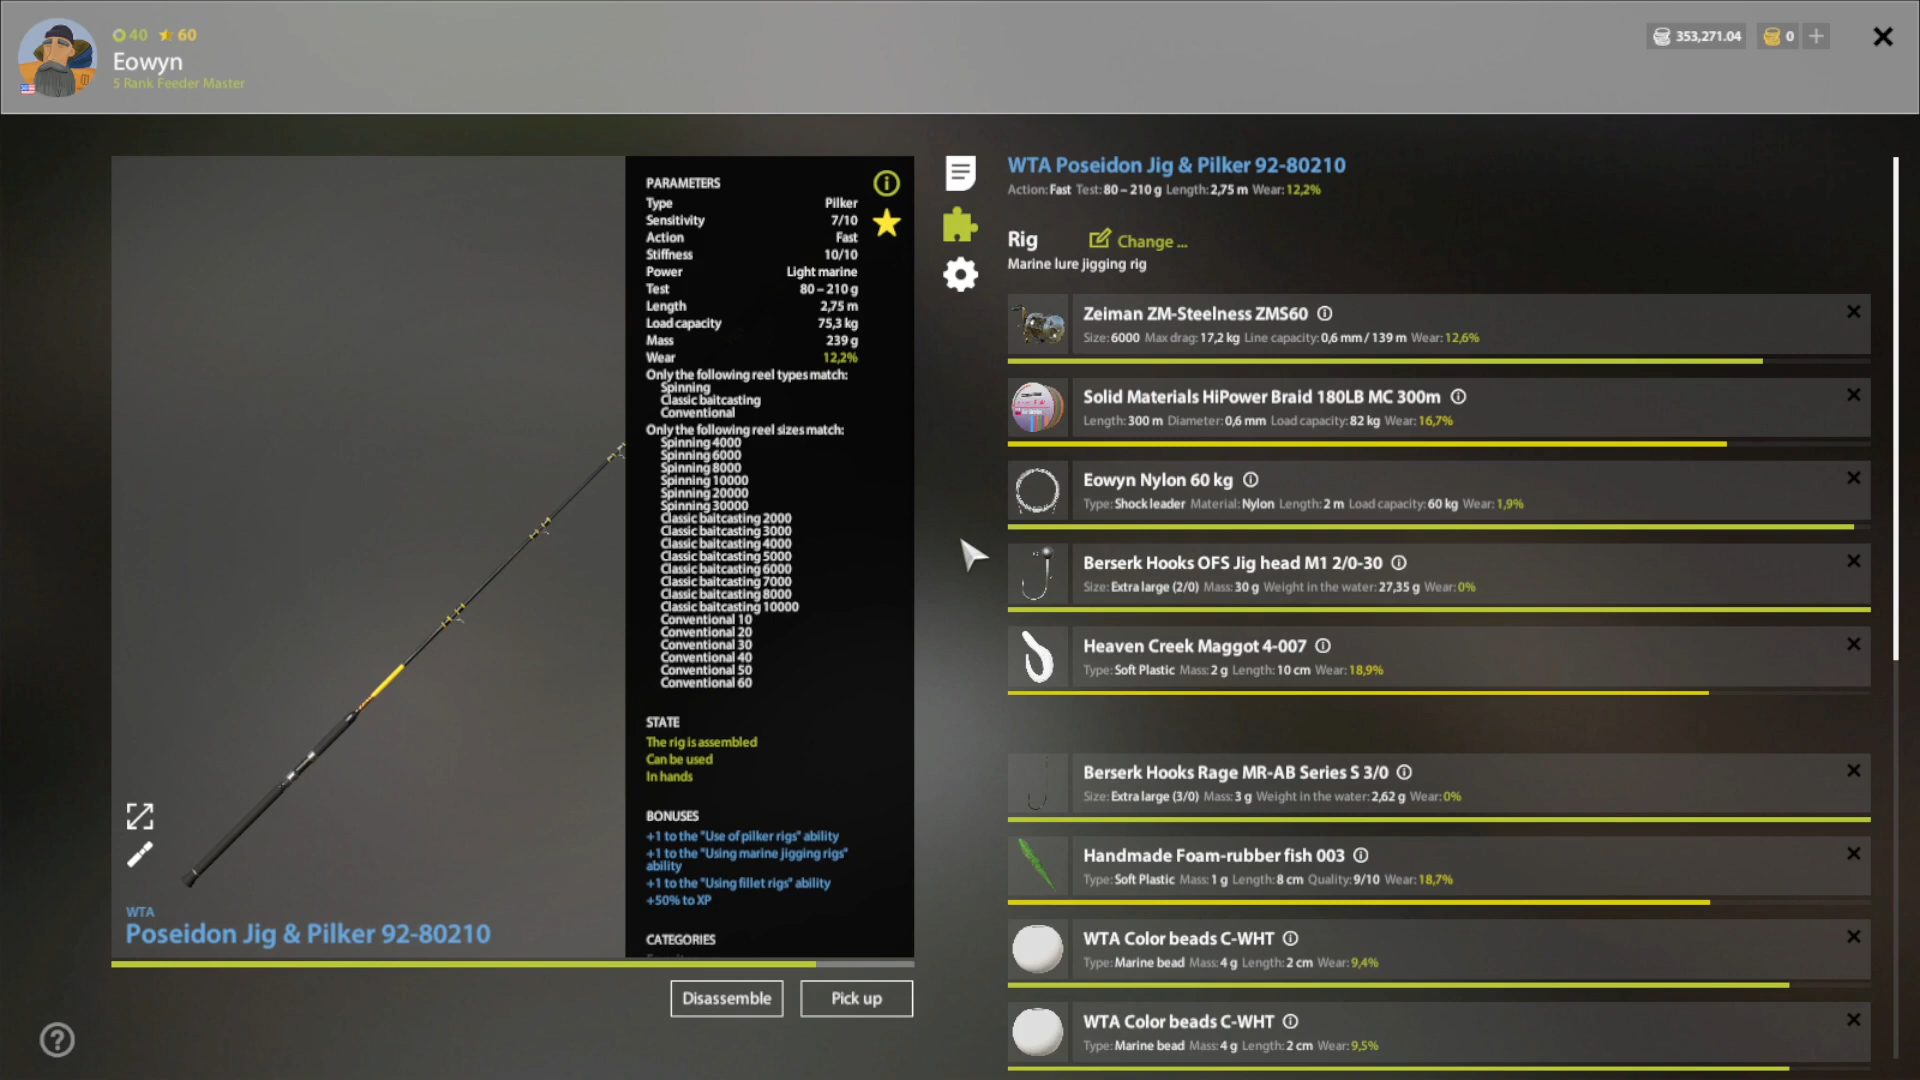 40 60
Eowyn
5 Rank Feeder Master
353,271.04 0
PARAMETERS
Type Pilker
Sensitivity 7/10
Action Fast
Stiffness 10/10
Power Light marine
Test 80 – 210 g
Length 2,75 m
Load capacity 75,3 kg
Mass 239 g
Wear 12,2%
Only the following reel types match:
Spinning
Classic baitcasting
Conventional
Only the following reel sizes match:
Spinning 4000
Spinning 6000
Spinning 8000
Spinning 10000
Spinning 20000
Spinning 30000
Classic baitcasting 2000
Classic baitcasting 3000
Classic baitcasting 4000
Classic baitcasting 5000
Classic baitcasting 6000
Classic baitcasting 7000
Classic baitcasting 8000
Classic baitcasting 10000
Conventional 10
Conventional 20
Conventional 30
Conventional 40
Conventional 50
Conventional 60
STATE
The rig is assembled
Can be used
In hands
BONUSES
+1 to the "Use of pilker rigs" ability
+1 to the "Using marine jigging rigs"
ability
+1 to the "Using fillet rigs" ability
+50% to XP
CATEGORIES
WTA
Poseidon Jig & Pilker 92-80210
Disassemble
Pick up
WTA Poseidon Jig & Pilker 92-80210
Action: Fast Test: 80 – 210 g Length: 2,75 m Wear: 12,2%
Rig Change ...
Marine lure jigging rig
Zeiman ZM-Steelness ZMS60
Size: 6000 Max drag: 17,2 kg Line capacity: 0,6 mm / 139 m Wear: 12,6%
Solid Materials HiPower Braid 180LB MC 300m
Length: 300 m Diameter: 0,6 mm Load capacity: 82 kg Wear: 16,7%
Eowyn Nylon 60 kg
Type: Shock leader Material: Nylon Length: 2 m Load capacity: 60 kg Wear: 1,9%
Berserk Hooks OFS Jig head M1 2/0-30
Size: Extra large (2/0) Mass: 30 g Weight in the water: 27,35 g Wear: 0%
Heaven Creek Maggot 4-007
Type: Soft Plastic Mass: 2 g Length: 10 cm Wear: 18,9%
Berserk Hooks Rage MR-AB Series S 3/0
Size: Extra large (3/0) Mass: 3 g Weight in the water: 2,62 g Wear: 0%
Handmade Foam-rubber fish 003
Type: Soft Plastic Mass: 1 g Length: 8 cm Quality: 9/10 Wear: 18,7%
WTA Color beads C-WHT
Type: Marine bead Mass: 4 g Length: 2 cm Wear: 9,4%
WTA Color beads C-WHT
Type: Marine bead Mass: 4 g Length: 2 cm Wear: 9,5%